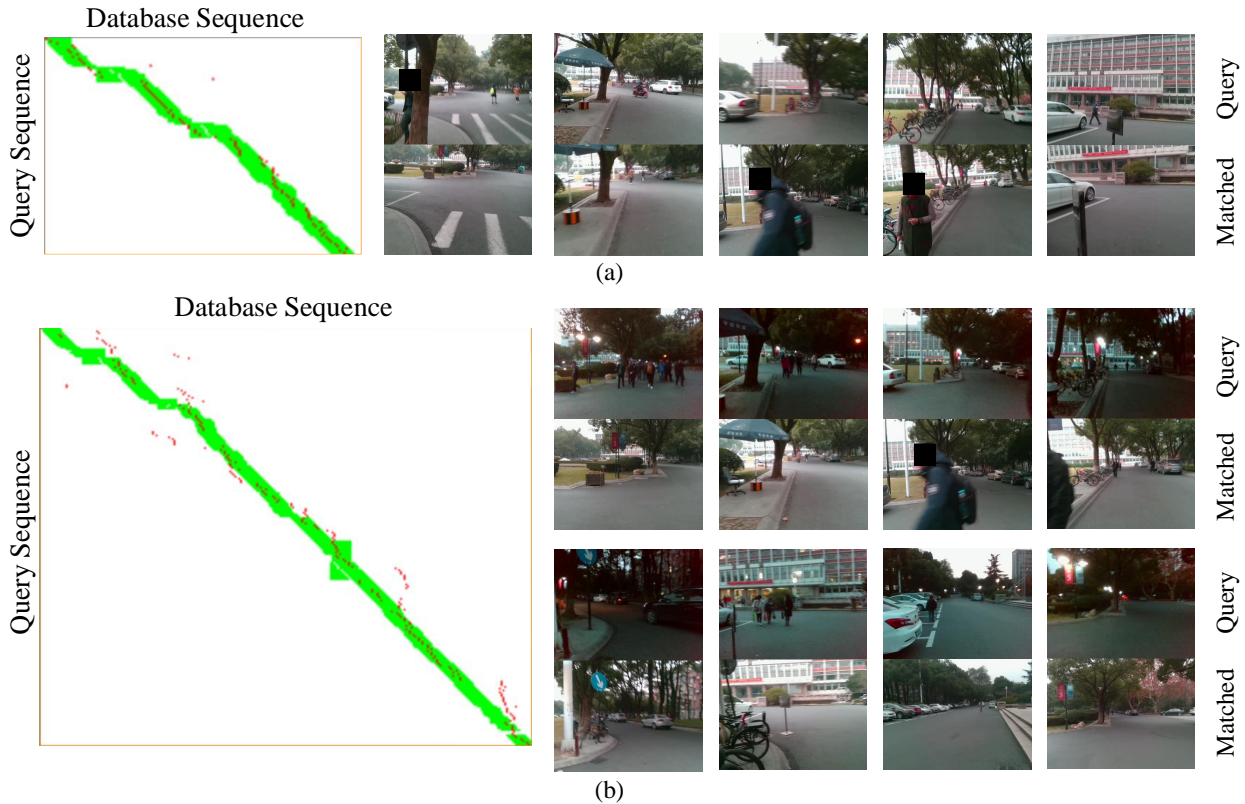 Database Sequence
Query Sequence
Query
Matched
(a)
Database Sequence
Query Sequence
Query
Matched
Query
Matched
(b)